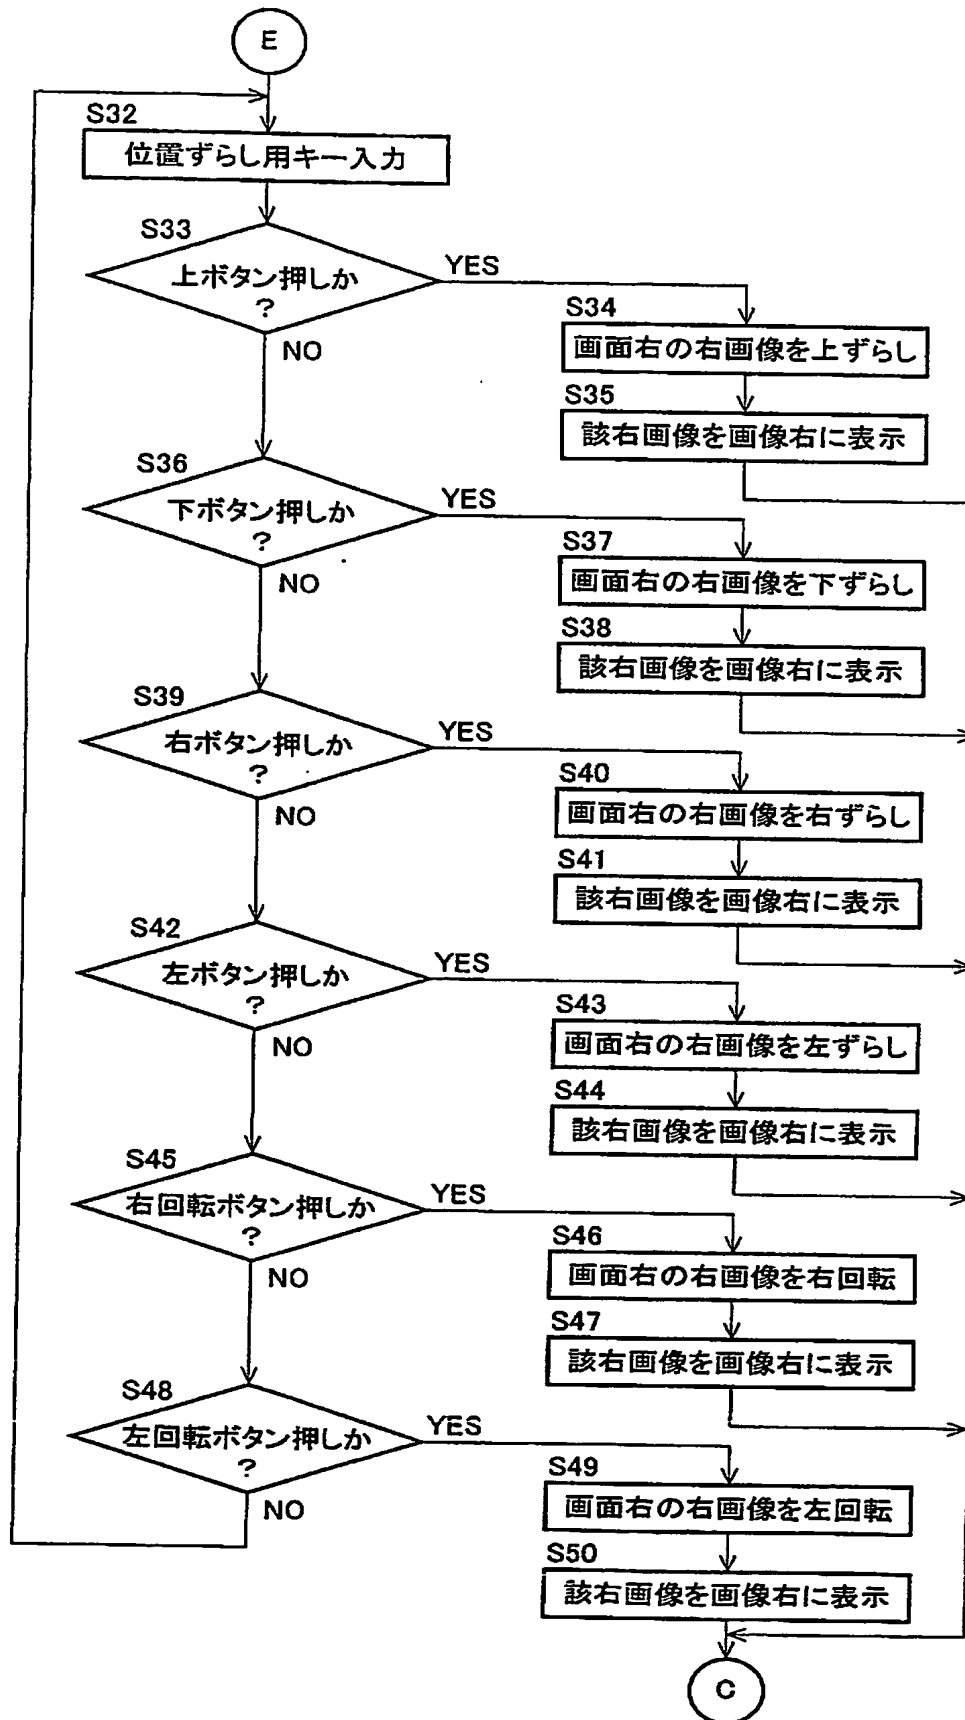 E
S32
位置ずらし用キー入力
S33
上ボタン押しか
?
YES
NO
S34
画面右の右画像を上ずらし
S35
該右画像を画像右に表示
S36
下ボタン押しか
?
YES
NO
S37
画面右の右画像を下ずらし
S38
該右画像を画像右に表示
S39
右ボタン押しか
?
YES
NO
S40
画面右の右画像を右ずらし
S41
該右画像を画像右に表示
S42
左ボタン押しか
?
YES
NO
S43
画面右の右画像を左ずらし
S44
該右画像を画像右に表示
S45
右回転ボタン押しか
?
YES
NO
S46
画面右の右画像を右回転
S47
該右画像を画像右に表示
S48
左回転ボタン押しか
?
YES
NO
S49
画面右の右画像を左回転
S50
該右画像を画像右に表示
C